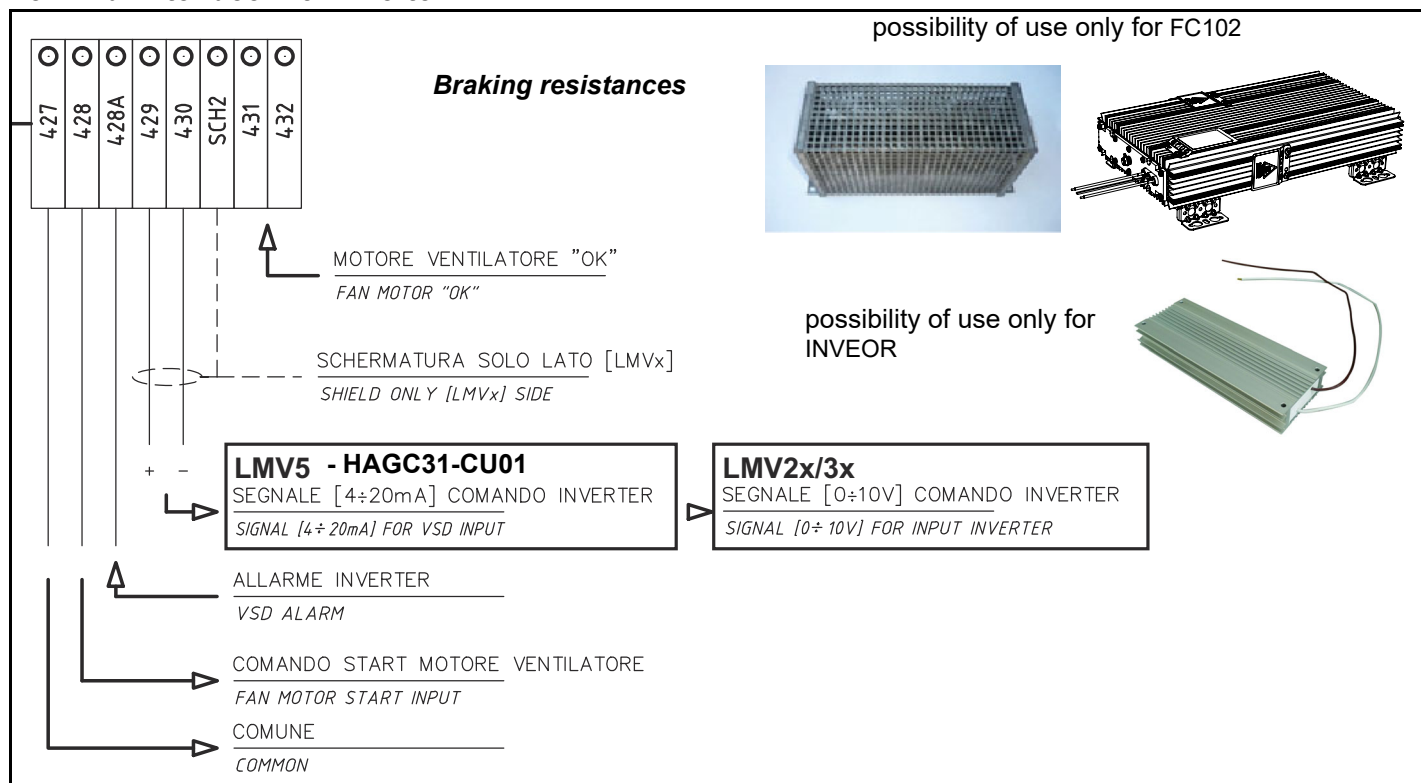 possibility of use only for FC102
Braking resistances
427
428
428A
429
430
SCH2
431
432
MOTORE VENTILATORE ”OK”
FAN MOTOR “OK”
possibility of use only for
INVEOR
SCHERMATURA SOLO LATO [LMVx]
SHIELD ONLY [LMVx] SIDE
+ -
LMV5 - HAGC31-CU01
SEGNALE [4÷20mA] COMANDO INVERTER
SIGNAL [4÷20mA] FOR VSD INPUT
LMV2x/3x
SEGNALE [0÷10V] COMANDO INVERTER
SIGNAL [0÷10V] FOR INPUT INVERTER
ALLARME INVERTER
VSD ALARM
COMANDO START MOTORE VENTILATORE
FAN MOTOR START INPUT
COMUNE
COMMON